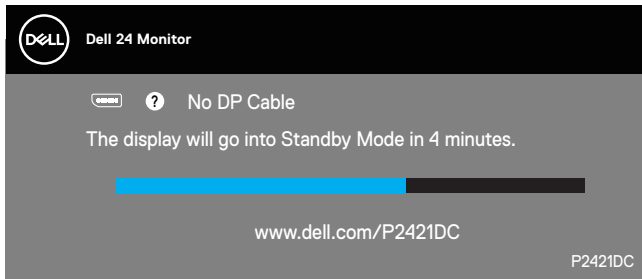 DELL
Dell 24 Monitor
? No DP Cable
The display will go into Standby Mode in 4 minutes.
www.dell.com/P2421DC
P2421DC